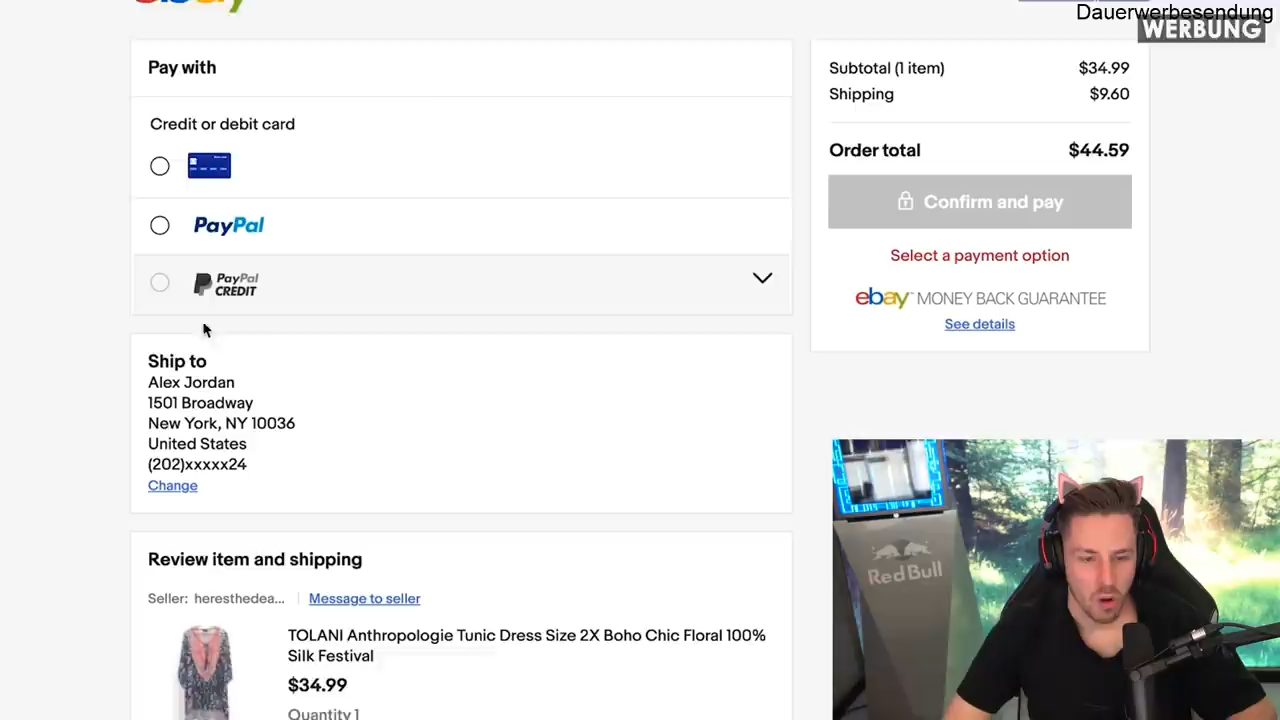 ebay
Dauerwerbesendung
WERBUNG
Pay with
Credit or debit card
PayPal
PayPal
CREDIT
Subtotal (1 item) $34.99
Shipping $9.60
Order total $44.59
Confirm and pay
Select a payment option
ebay MONEY BACK GUARANTEE
See details
Ship to
Alex Jordan
1501 Broadway
New York, NY 10036
United States
(202)xxxxx24
Change
Review item and shipping
Seller: heresthedea... Message to seller
TOLANI Anthropologie Tunic Dress Size 2X Boho Chic Floral 100%
Silk Festival
$34.99
Quantity 1
Red Bull